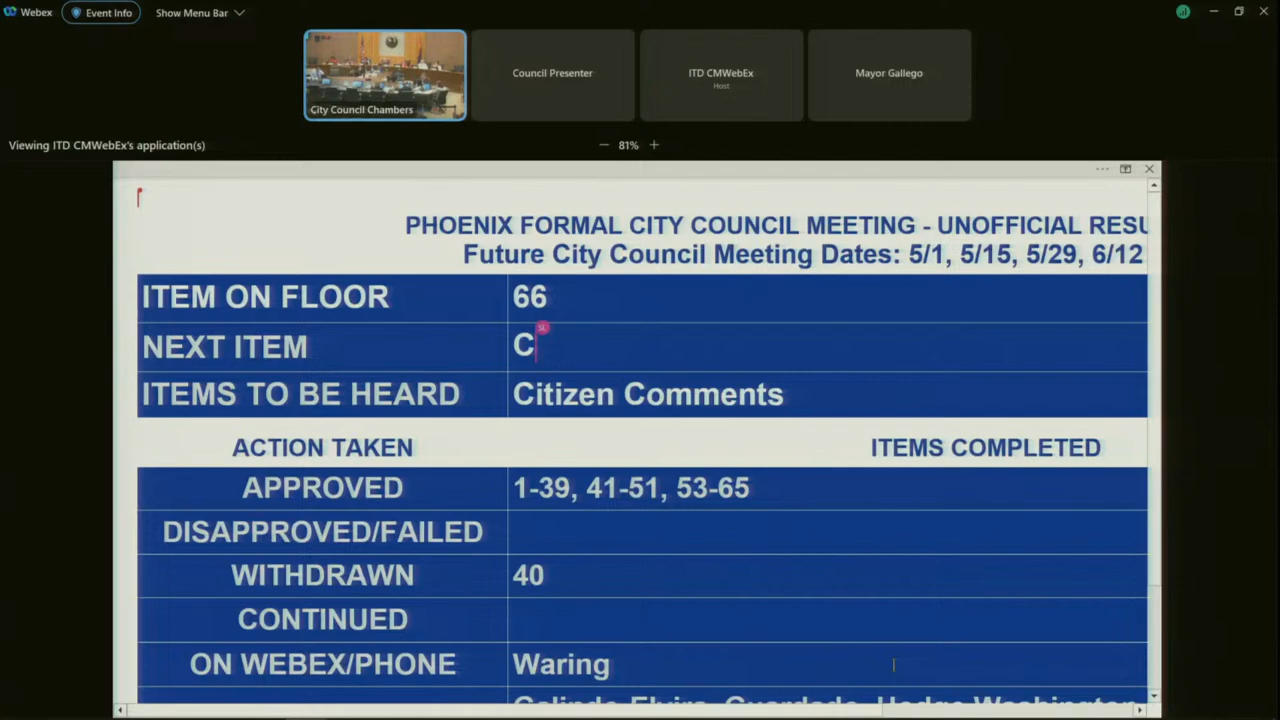 Webex Event Info Show Menu Bar
City Council Chambers
Council Presenter
ITD CMWebEx
Host
Mayor Gallego
Viewing ITD CMWebEx's application(s)
81%
PHOENIX FORMAL CITY COUNCIL MEETING - UNOFFICIAL RESU
Future City Council Meeting Dates: 5/1, 5/15, 5/29, 6/12
ITEM ON FLOOR 66
SL
NEXT ITEM C
ITEMS TO BE HEARD Citizen Comments
ACTION TAKEN ITEMS COMPLETED
APPROVED 1-39, 41-51, 53-65
DISAPPROVED/FAILED
WITHDRAWN 40
CONTINUED
ON WEBEX/PHONE Waring